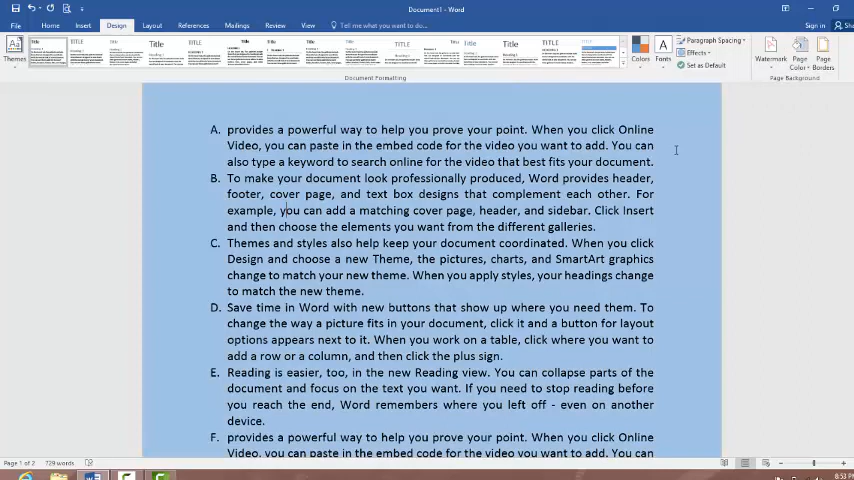 Document1 - Word
Sign in
File Home Insert Design Layout References Mailings Review View Tell me what you want to do...
Themes
Title
Colors
Fonts
Paragraph Spacing
Effects
Set as Default
Watermark
Page Color
Page Borders
Document Formatting
Page Background
A. provides a powerful way to help you prove your point. When you click Online
Video, you can paste in the embed code for the video you want to add. You can
also type a keyword to search online for the video that best fits your document.
B. To make your document look professionally produced, Word provides header,
footer, cover page, and text box designs that complement each other. For
example, you can add a matching cover page, header, and sidebar. Click Insert
and then choose the elements you want from the different galleries.
C. Themes and styles also help keep your document coordinated. When you click
Design and choose a new Theme, the pictures, charts, and SmartArt graphics
change to match your new theme. When you apply styles, your headings change
to match the new theme.
D. Save time in Word with new buttons that show up where you need them. To
change the way a picture fits in your document, click it and a button for layout
options appears next to it. When you work on a table, click where you want to
add a row or a column, and then click the plus sign.
E. Reading is easier, too, in the new Reading view. You can collapse parts of the
document and focus on the text you want. If you need to stop reading before
you reach the end, Word remembers where you left off - even on another
device.
F. provides a powerful way to help you prove your point. When you click Online
Video, you can paste in the embed code for the video you want to add. You can
Page 1 of 2 729 words
8:53 PM